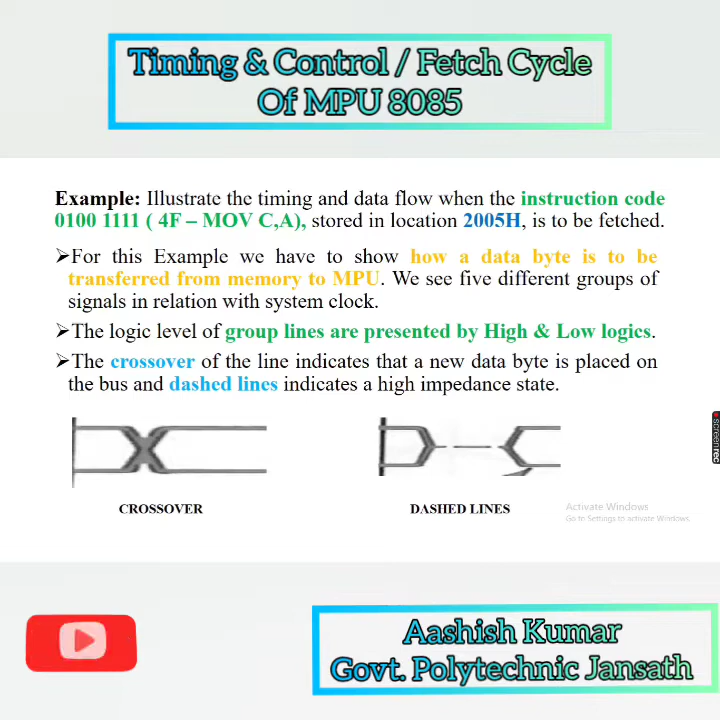 Timing & Control / Fetch Cycle
Of MPU 8085
Example: Illustrate the timing and data flow when the instruction code
0100 1111 ( 4F – MOV C,A), stored in location 2005H, is to be fetched.
➢For this Example we have to show how a data byte is to be
transferred from memory to MPU. We see five different groups of
signals in relation with system clock.
➢The logic level of group lines are presented by High & Low logics.
➢The crossover of the line indicates that a new data byte is placed on
the bus and dashed lines indicates a high impedance state.
CROSSOVER
DASHED LINES
Activate Windows
Go to Settings to activate Windows.
screenrec
Aashish Kumar
Govt. Polytechnic Jansath